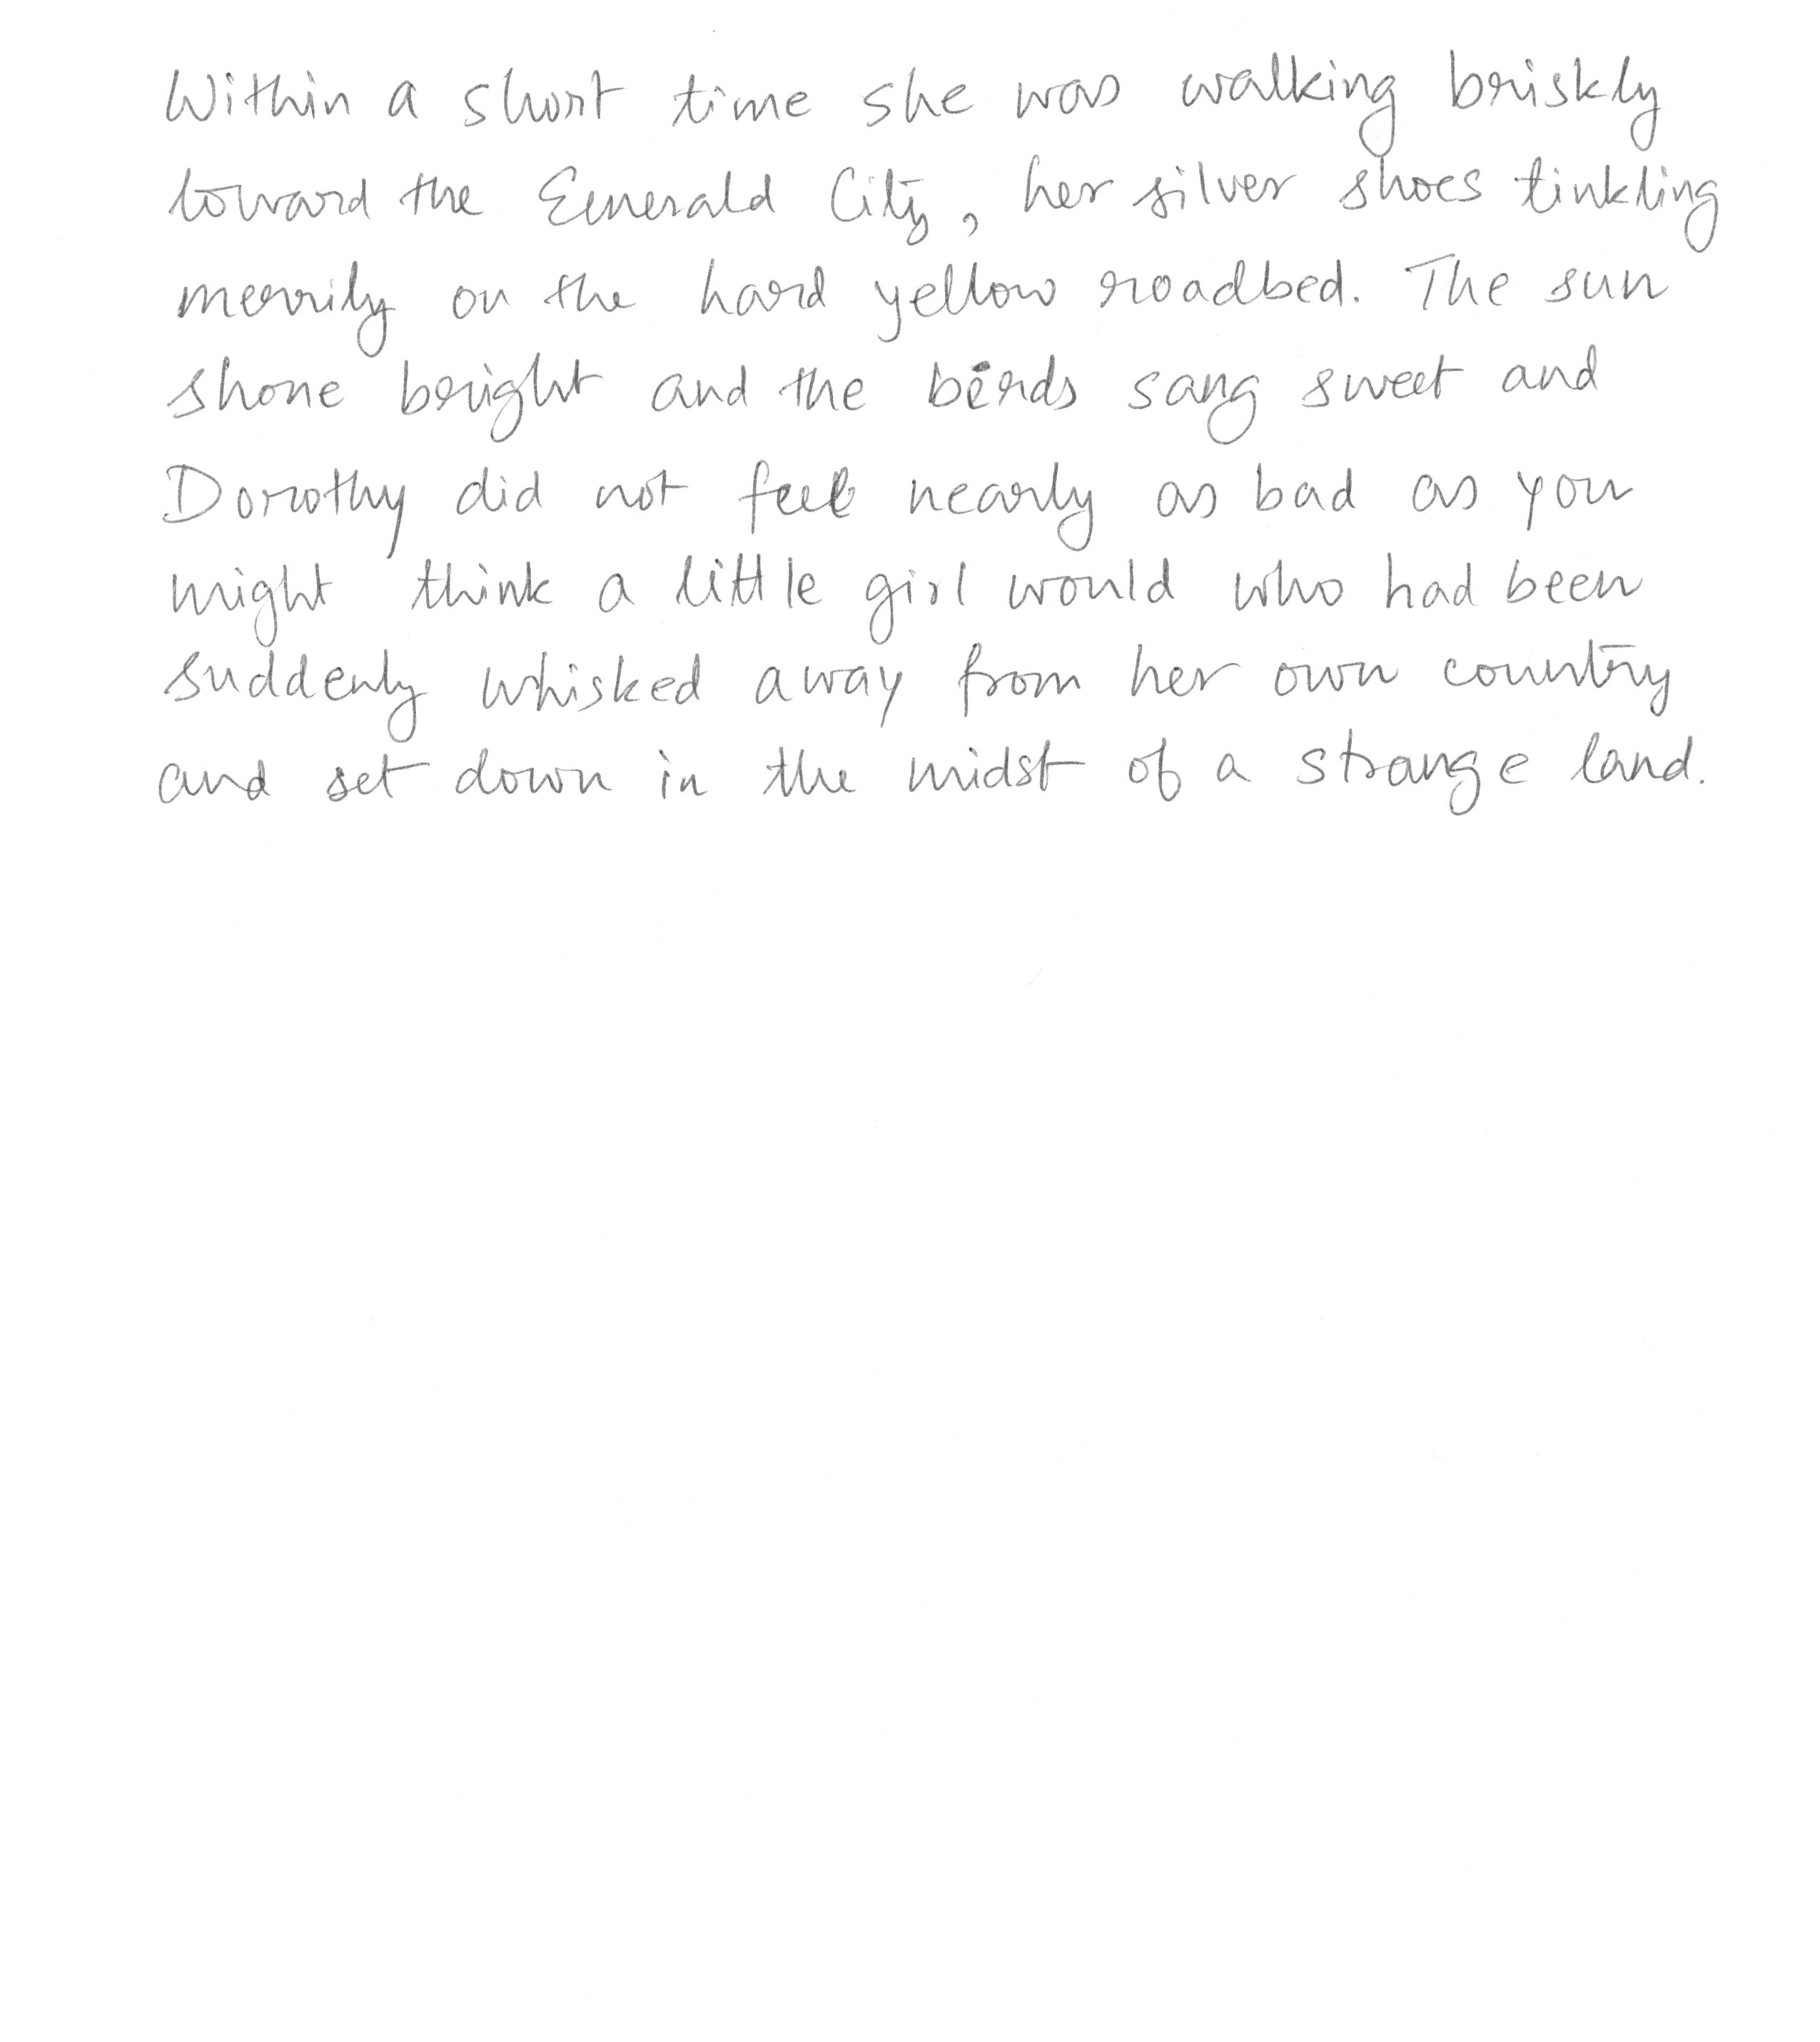 Within a short time she was walking briskly
toward the Emerald City, her silver shoes tinkling
merrily on the hard yellow roadbed. The sun
shone bright and the birds sang sweet and
Dorothy did not feel nearly as bad as you
might think a little girl would who had been
suddenly whisked away from her own country
and set down in the midst of a strange land.